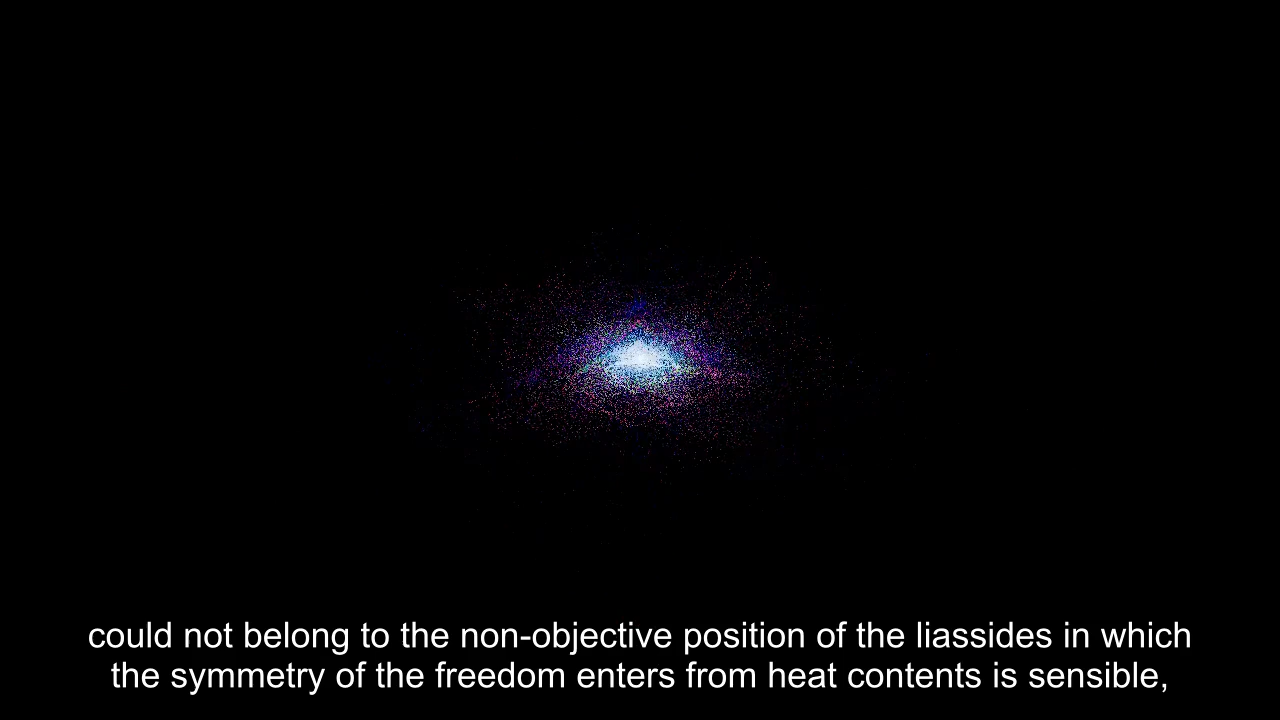 could not belong to the non-objective position of the liassides in which
the symmetry of the freedom enters from heat contents is sensible,